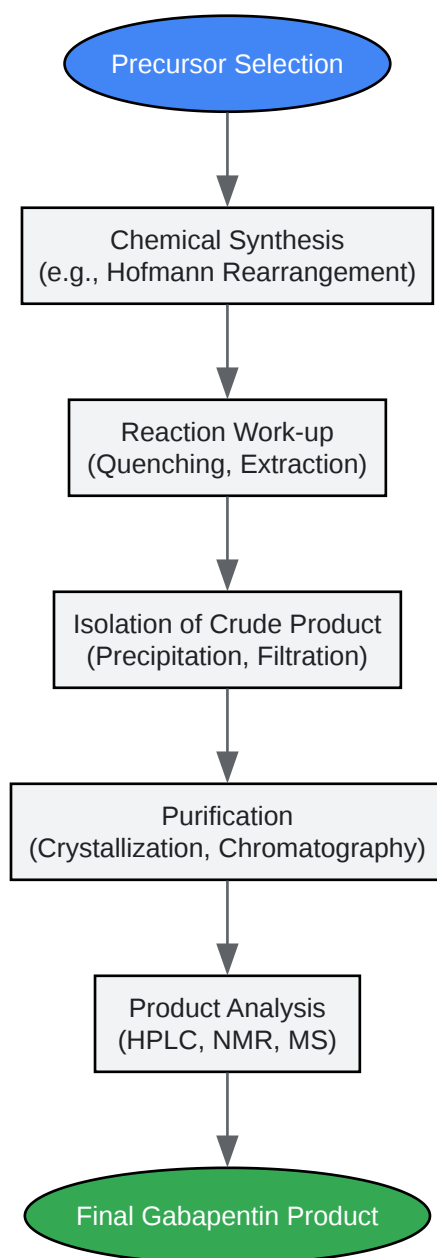 Precursor Selection
Chemical Synthesis
(e.g., Hofmann Rearrangement)
Reaction Work-up
(Quenching, Extraction)
Isolation of Crude Product
(Precipitation, Filtration)
Purification
(Crystallization, Chromatography)
Product Analysis
(HPLC, NMR, MS)
Final Gabapentin Product